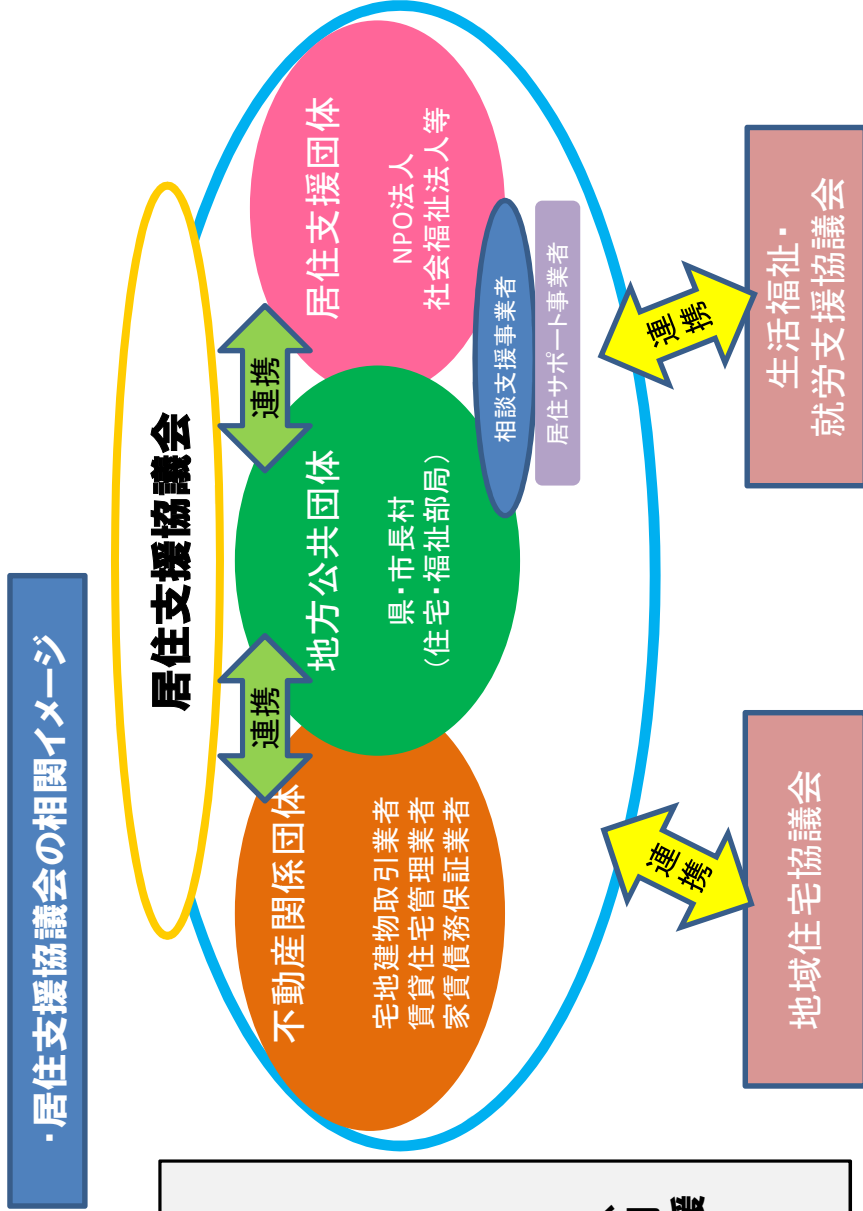 ・居住支援協議会の相関イメージ
居住支援協議会
連携
連携
不動産関係団体
宅地建物取引業者
賃貸住宅管理業者
家賃債務保証業者
地方公共団体
県・市長村
（住宅・福祉部局）
居住支援団体
NPO法人
社会福祉法人等
相談支援事業者
居住サポート事業者
連携
連携
地域住宅協議会
生活福祉・
就労支援協議会
援